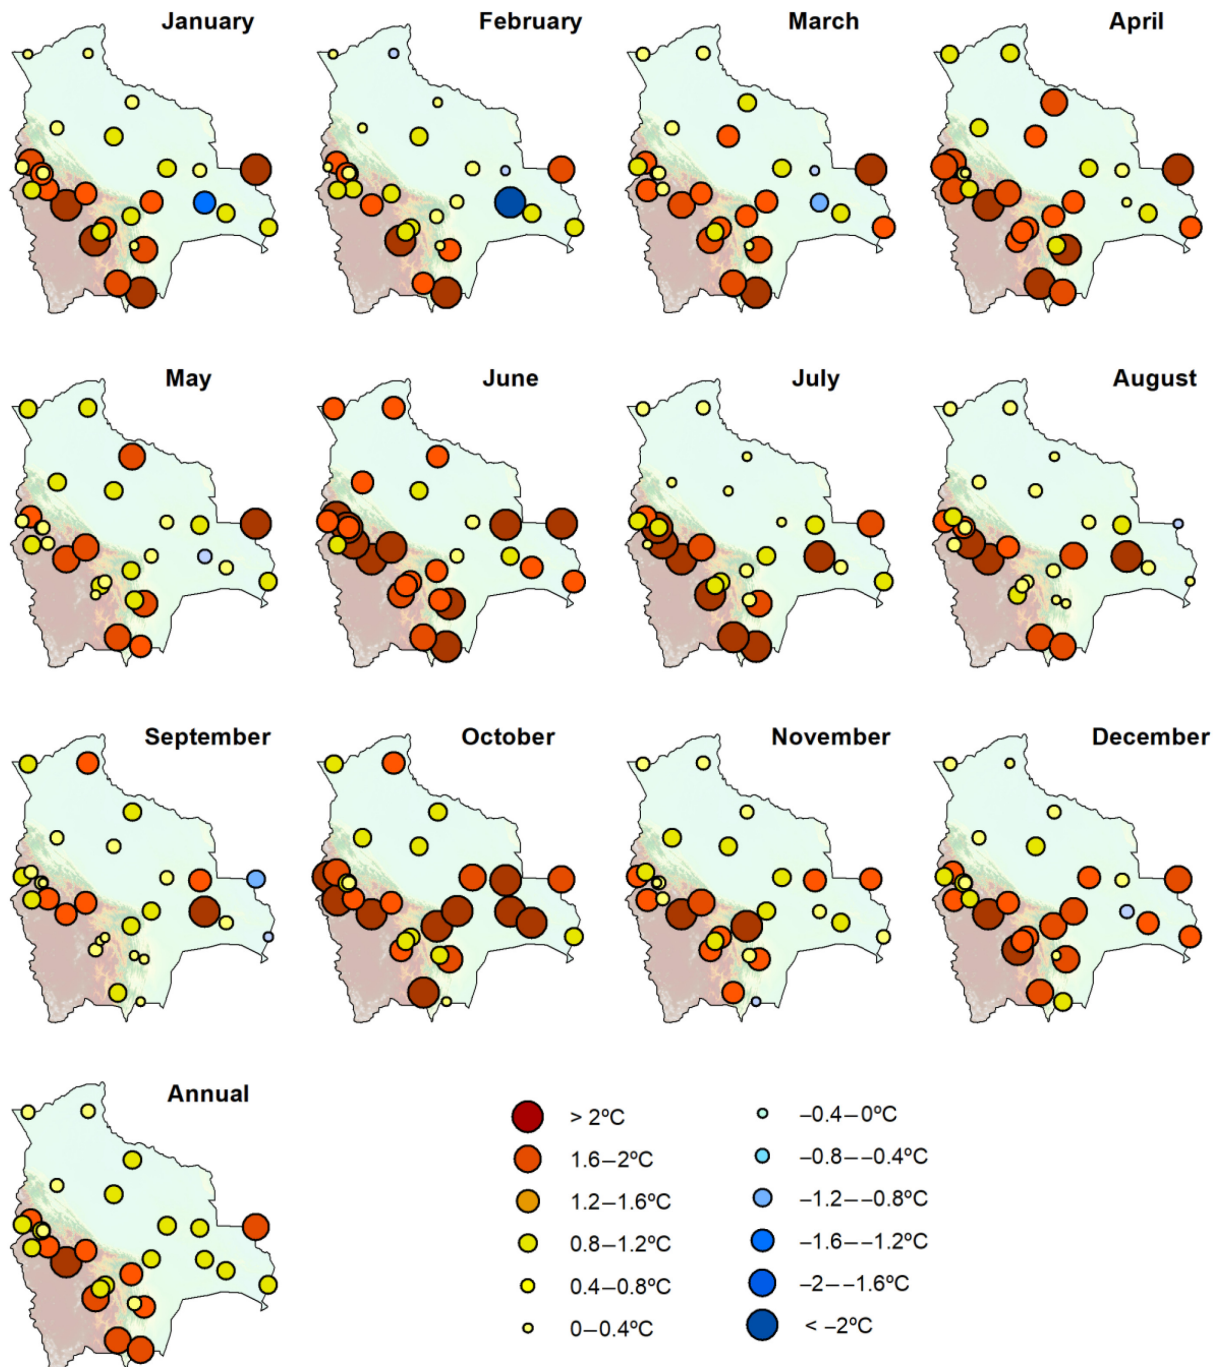 January
February
March
April
May
June
July
August
September
October
November
December
Annual
> 2ºC
1.6–2ºC
1.2–1.6ºC
0.8–1.2ºC
0.4–0.8ºC
0–0.4ºC
–0.4–0ºC
–0.8––0.4ºC
–1.2––0.8ºC
–1.6––1.2ºC
–2––1.6ºC
< –2ºC